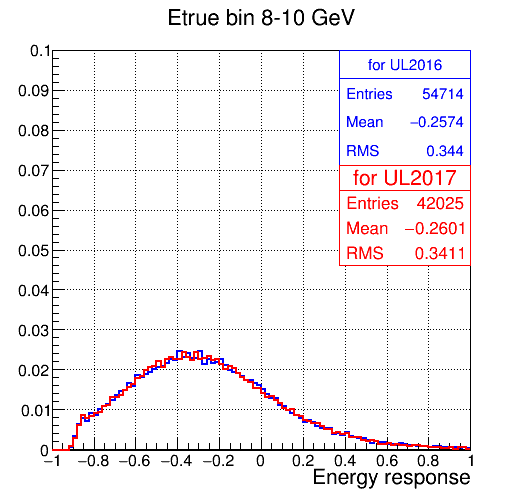 Etrue bin 8-10 GeV
for UL2016
Entries 54714
Mean −0.2574
RMS 0.344
for UL2017
Entries 42025
Mean −0.2601
RMS 0.3411
0.1
0.09
0.08
0.07
0.06
0.05
0.04
0.03
0.02
0.01
0
−1 −0.8 −0.6 −0.4 −0.2 0 0.2 0.4 0.6 0.8 1
Energy response